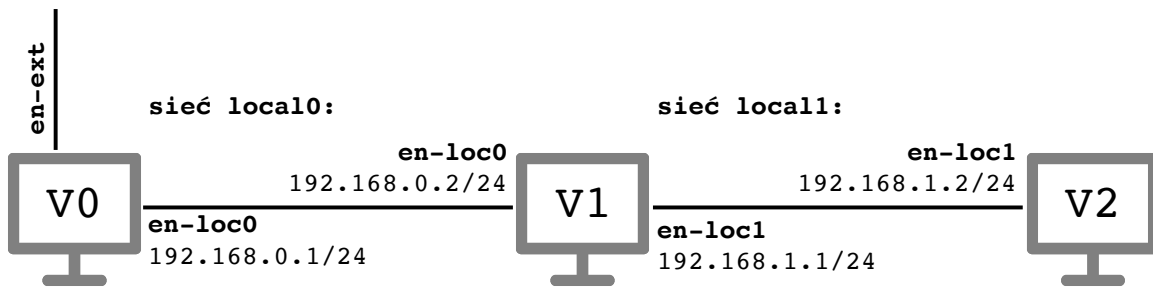 en-ext
sieć local0:
sieć local1:
en-loc0
192.168.0.2/24
en-loc1
192.168.1.2/24
V0
V1
V2
en-loc0
192.168.0.1/24
en-loc1
192.168.1.1/24